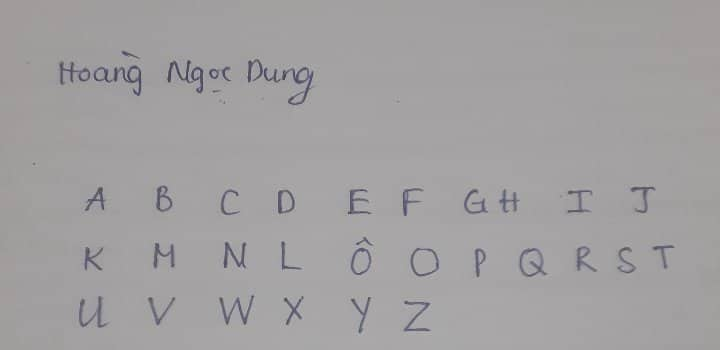 Hoàng Ngọc Dung
A B C D E F G H I J
K M N L Ô O P Q R S T
U V W X Y Z